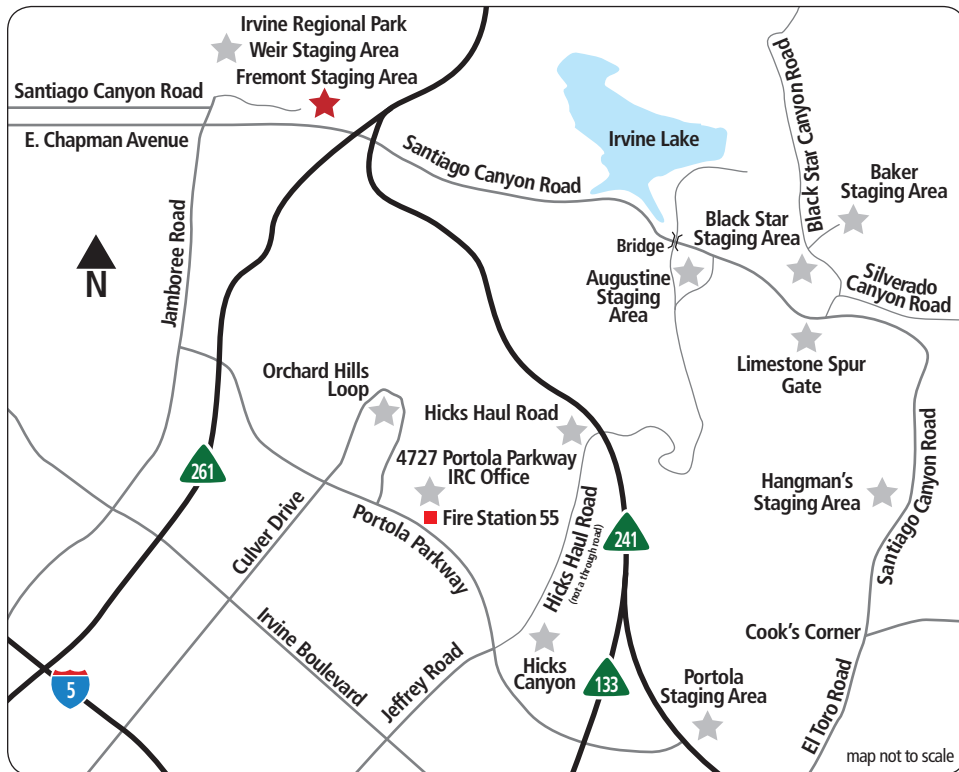 Irvine Regional Park
Weir Staging Area
Fremont Staging Area
Santiago Canyon Road
E. Chapman Avenue
Santiago Canyon Road
Irvine Lake
Black Star Canyon Road
Baker
Staging Area
Black Star
Staging Area
Bridge
Augustine
Staging
Area
Silverado
Canyon Road
N
Jamboree Road
Limestone Spur
Gate
Orchard Hills
Loop
Hicks Haul Road
4727 Portola Parkway
IRC Office
Fire Station 55
261
Culver Drive
Portola Parkway
Hicks Haul Road
(not a through road)
241
Hangman's
Staging Area
Santiago Canyon Road
Irvine Boulevard
Jeffrey Road
Hicks
Canyon
133
Cook's Corner
Portola
Staging Area
El Toro Road
5
map not to scale